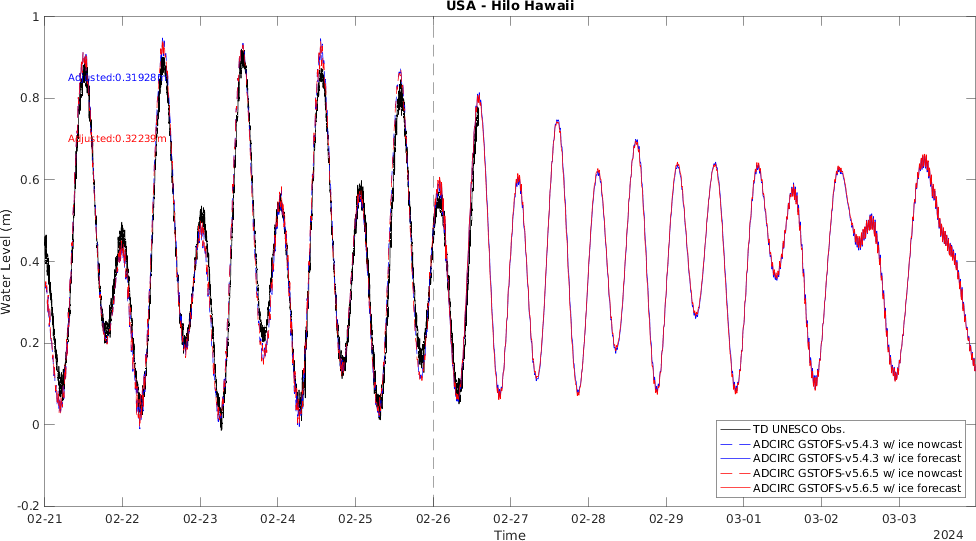 USA - Hilo Hawaii
1
0.8
0.6
0.4
0.2
0
-0.2
Water Level (m)
Adjusted:0.31928m
Adjusted:0.32239m
TD UNESCO Obs.
ADCIRC GSTOFS-v5.4.3 w/ ice nowcast
ADCIRC GSTOFS-v5.4.3 w/ ice forecast
ADCIRC GSTOFS-v5.6.5 w/ ice nowcast
ADCIRC GSTOFS-v5.6.5 w/ ice forecast
02-21 02-22 02-23 02-24 02-25 02-26 02-27 02-28 02-29 03-01 03-02 03-03
Time
2024